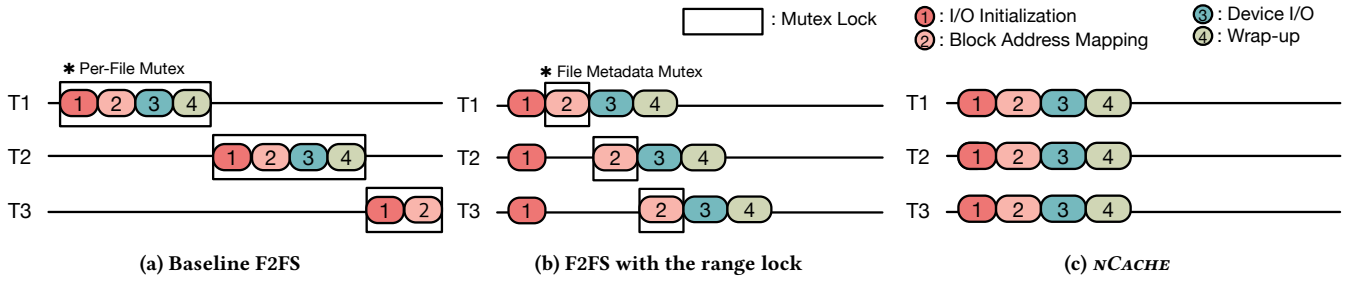 : Mutex Lock
1 : I/O Initialization
3 : Device I/O
2 : Block Address Mapping
4 : Wrap-up
* Per-File Mutex
T1 1 2 3 4
T2 1 2 3 4
T3 1 2
(a) Baseline F2FS
* File Metadata Mutex
T1 1 2 3 4
T2 1 2 3 4
T3 1 2 3 4
(b) F2FS with the range lock
T1 1 2 3 4
T2 1 2 3 4
T3 1 2 3 4
(c) NCACHE